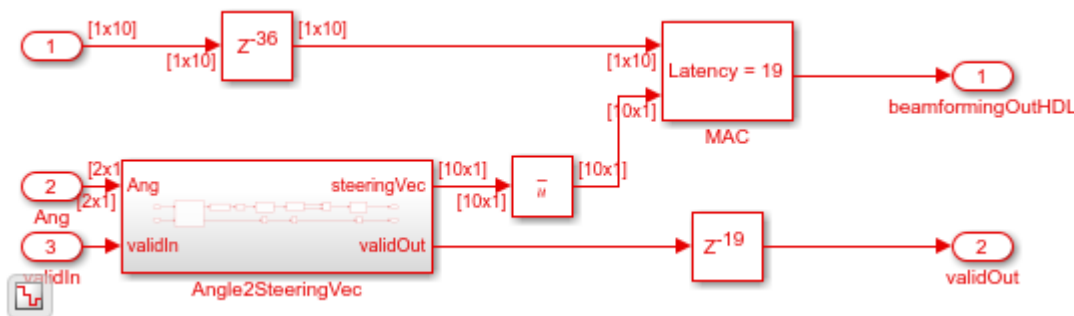 [1x10]
[1x10]
1
Z-36
[1x10]
[1x10]
Latency = 19
MAC
1
beamformingOutHDL
[10x1]
[2x1
[2x1]
2
Ang
Ang
steeringVec
[10x1]
[10x1]
u
[10x1]
3
validIn
validIn
validOut
Angle2SteeringVec
Z-19
2
validOut